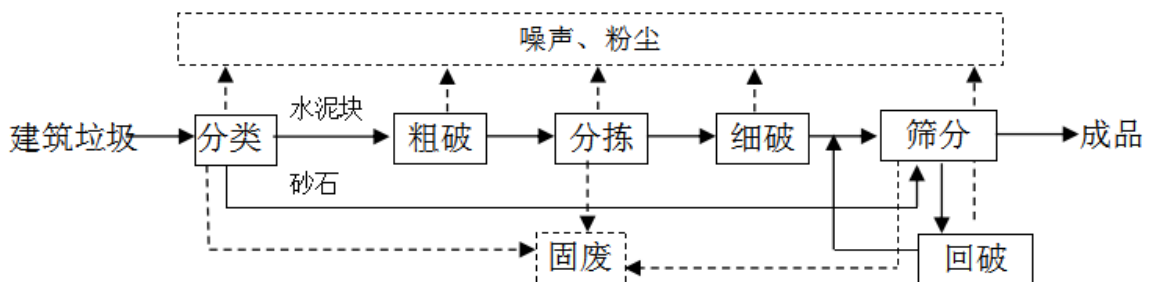 噪声、粉尘
水泥块
建筑垃圾
分类
粗破
分拣
细破
筛分
成品
砂石
固废
回破